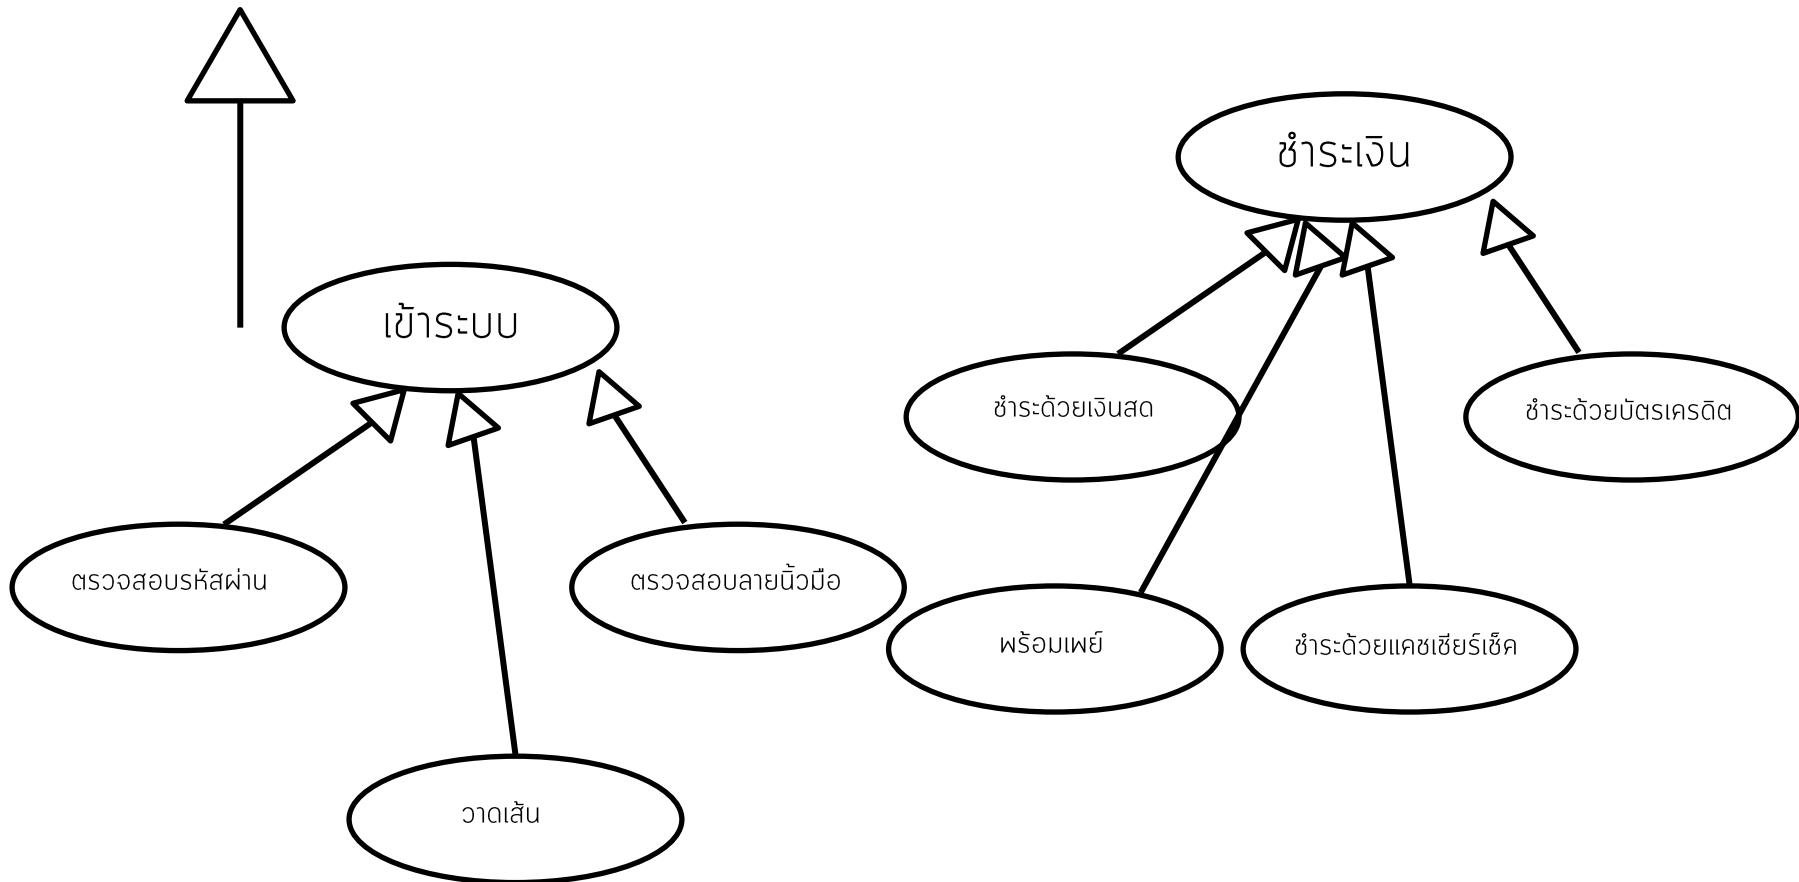 ชำระเงิน
เข้าระบบ
ชำระด้วยเงินสด
ชำระด้วยบัตรเครดิต
ตรวจสอบรหัสผ่าน
ตรวจสอบลายนิ้วมือ
พร้อมเพย์
ชำระด้วยแคชเชียร์เช็ค
วาดเส้น